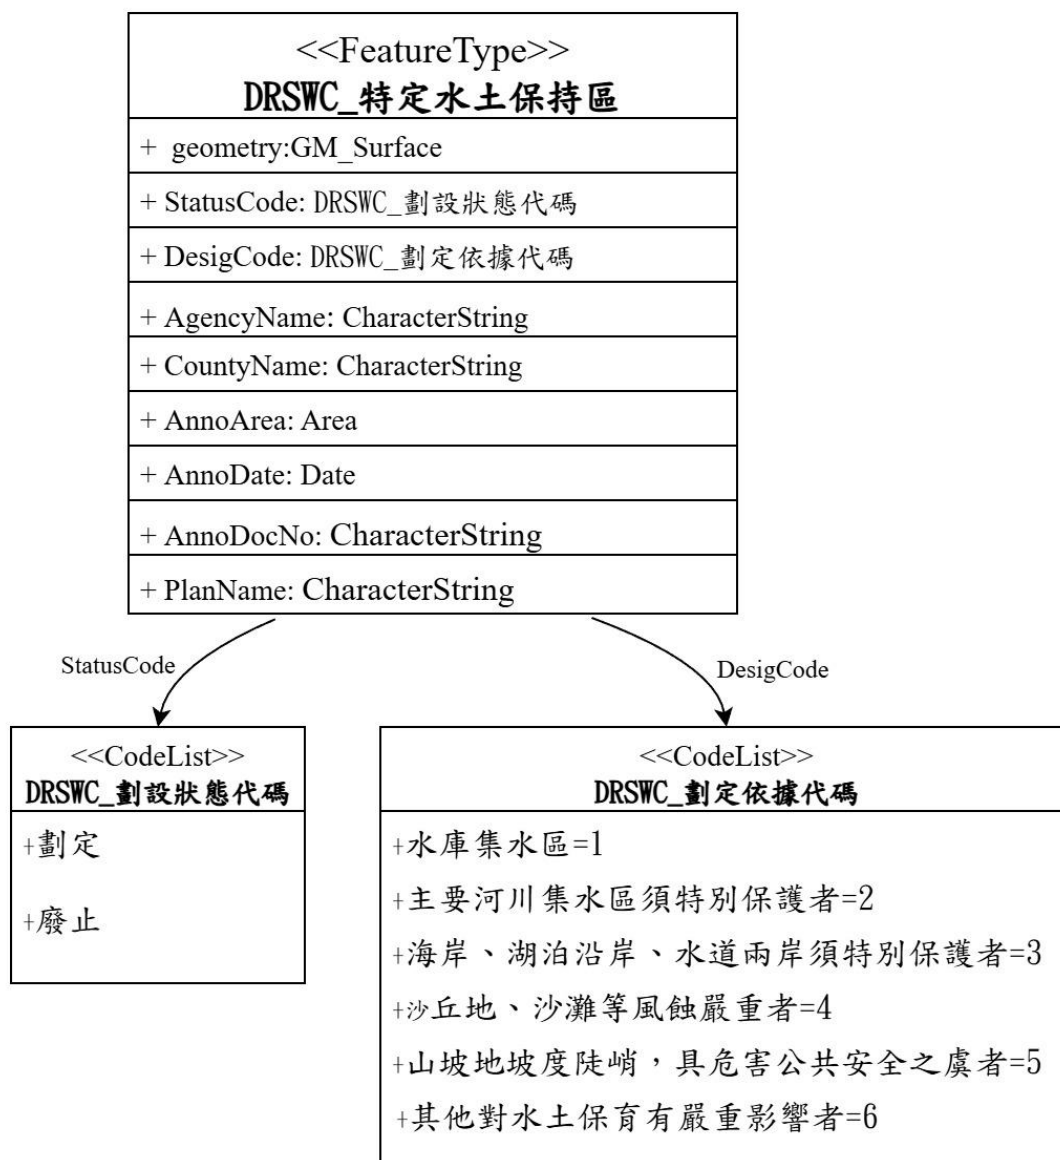 <<FeatureType>>
DRSWC_特定水土保持區
+ geometry:GM_Surface
+ StatusCode: DRSWC_劃設狀態代碼
+ DesigCode: DRSWC_劃定依據代碼
+ AgencyName: CharacterString
+ CountyName: CharacterString
+ AnnoArea: Area
+ AnnoDate: Date
+ AnnoDocNo: CharacterString
+ PlanName: CharacterString
StatusCode
DesigCode
<<CodeList>>
DRSWC_劃設狀態代碼
+劃定
+廢止
<<CodeList>>
DRSWC_劃定依據代碼
+水庫集水區=1
+主要河川集水區須特別保護者=2
+海岸、湖泊沿岸、水道兩岸須特別保護者=3
+沙丘地、沙灘等風蝕嚴重者=4
+山坡地坡度陡峭，具危害公共安全之虞者=5
+其他對水土保育有嚴重影響者=6